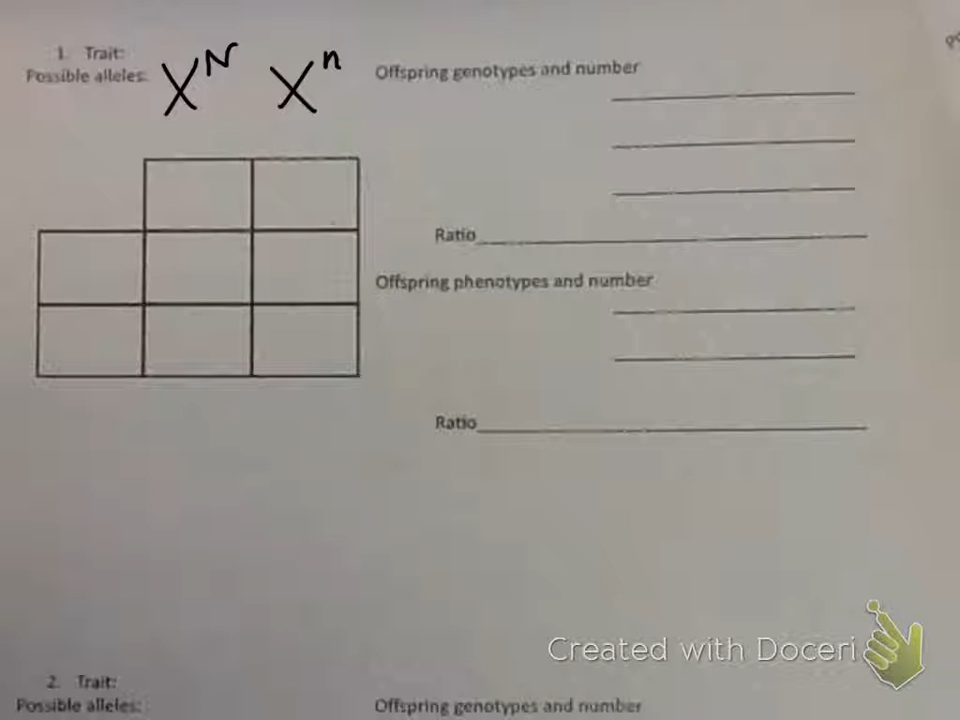 1. Trait:
Possible alleles: X^N X^n
Offspring genotypes and number
Ratio
Offspring phenotypes and number
Ratio
Created with Doceri
2. Trait:
Possible alleles:
Offspring genotypes and number